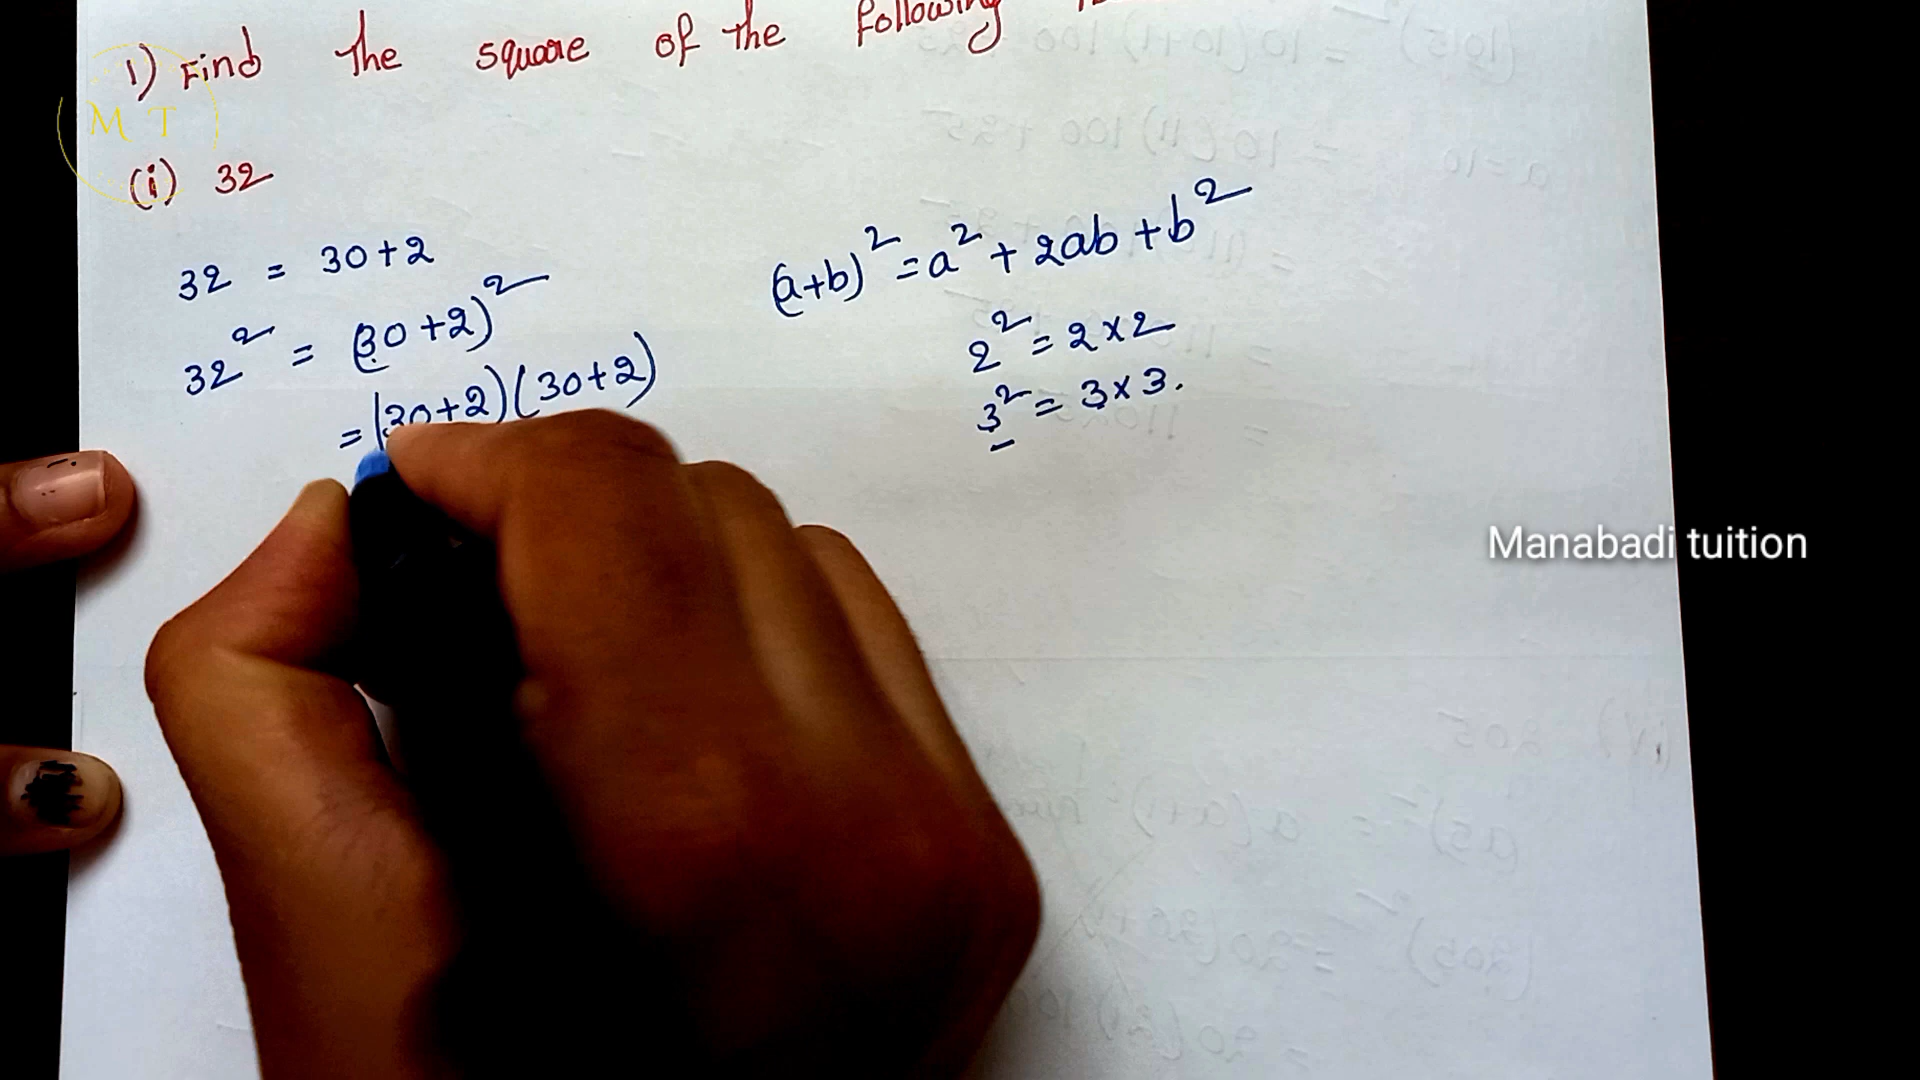 1) Find the square of the following
M T
(i) 32
32 = 30+2
32² = (30+2)²
= (30+2)(30+2)
(a+b)² = a² + 2ab + b²
2² = 2×2
3² = 3×3.
Manabadi tuition